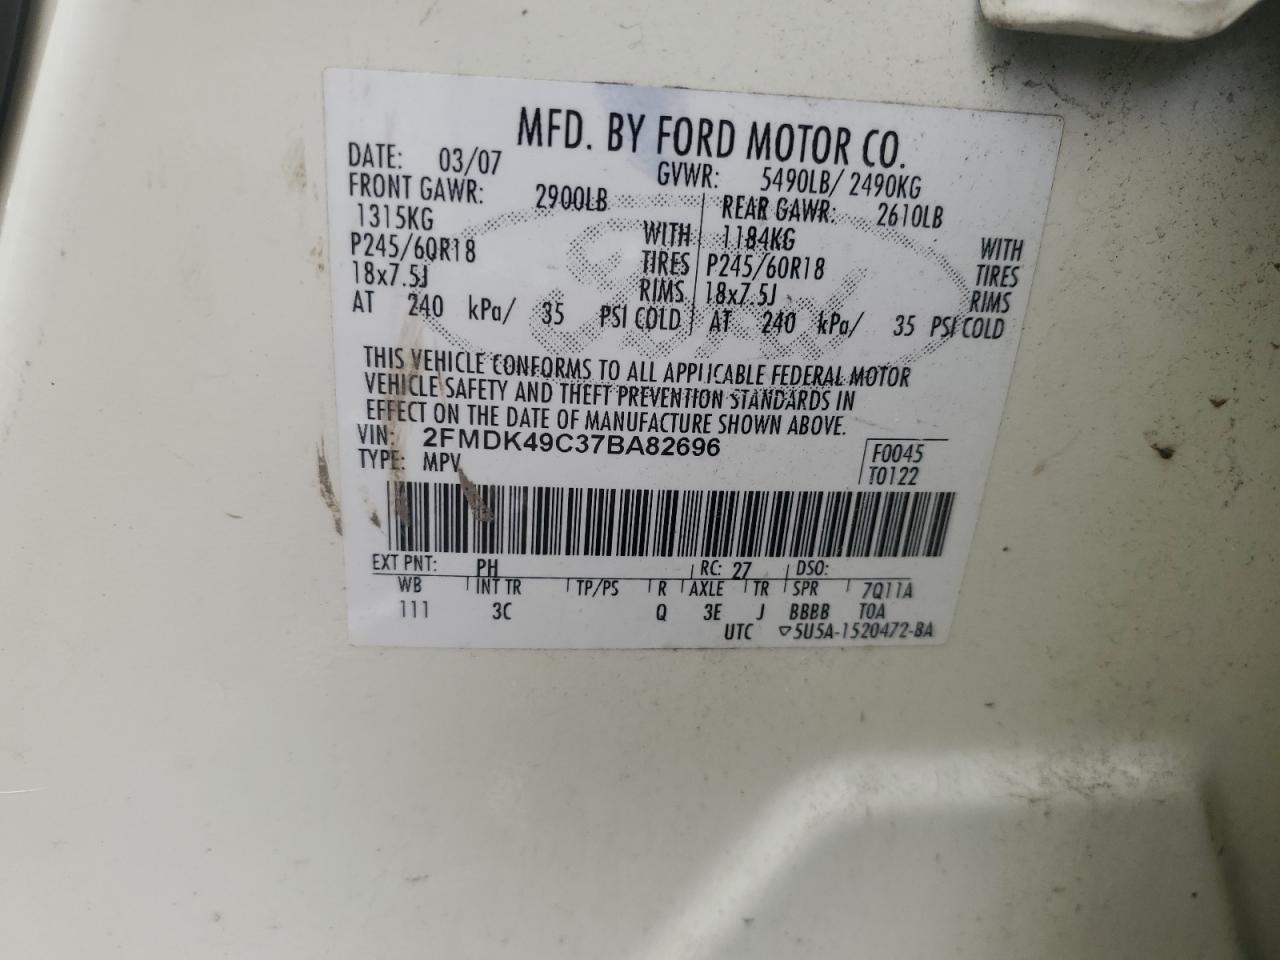 MFD. BY FORD MOTOR CO.
DATE: 03/07 GVWR: 5490LB/ 2490KG
FRONT GAWR: 2900LB REAR GAWR: 2610LB
1315KG WITH 1184KG WITH
P245/60R18 TIRES P245/60R18 TIRES
18x7.5J RIMS 18x7.5J RIMS
AT 240 kPa/ 35 PSI COLD AT 240 kPa/ 35 PSI COLD
THIS VEHICLE CONFORMS TO ALL APPLICABLE FEDERAL MOTOR
VEHICLE SAFETY AND THEFT PREVENTION STANDARDS IN
EFFECT ON THE DATE OF MANUFACTURE SHOWN ABOVE.
VIN: 2FMDK49C37BA82696 F0045
TYPE: MPV T0122
EXT PNT: PH RC: 27 DSO:
WB INT TR TP/PS R AXLE TR SPR 7Q11A
111 3C Q 3E J BBBB T0A
UTC ▽5U5A-1520472-BA